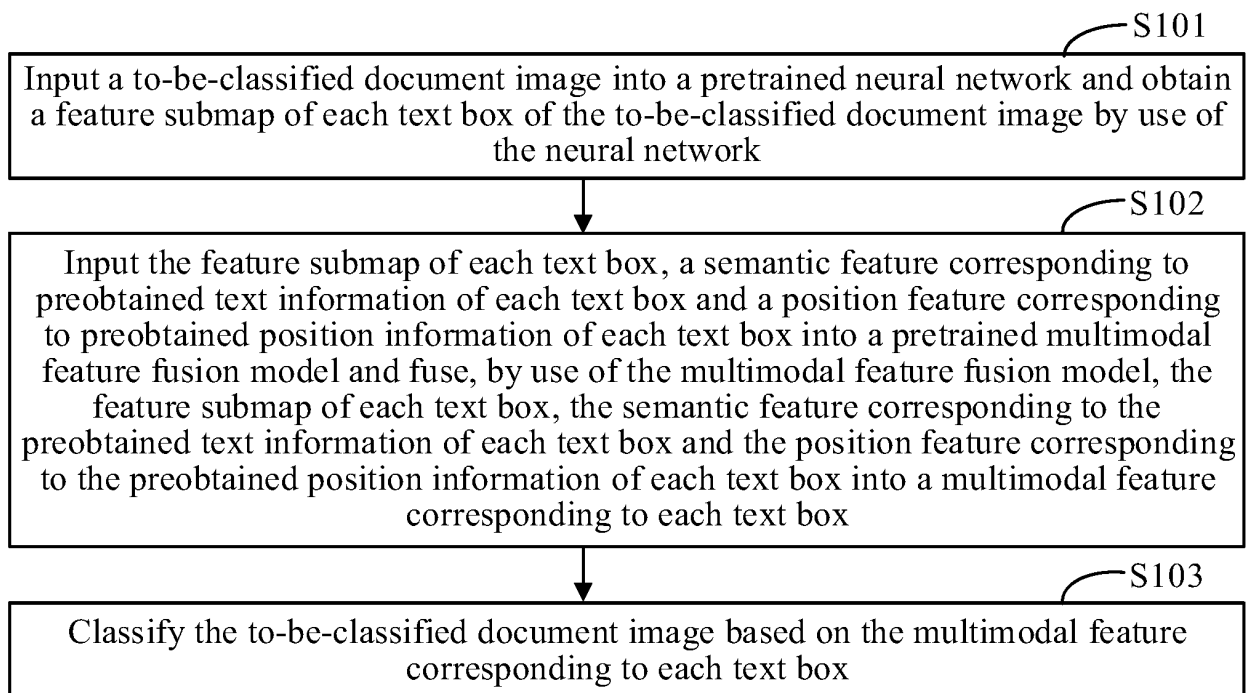 S101
Input a to-be-classified document image into a pretrained neural network and obtain
a feature submap of each text box of the to-be-classified document image by use of
the neural network
S102
Input the feature submap of each text box, a semantic feature corresponding to
preobtained text information of each text box and a position feature corresponding
to preobtained position information of each text box into a pretrained multimodal
feature fusion model and fuse, by use of the multimodal feature fusion model, the
feature submap of each text box, the semantic feature corresponding to the
preobtained text information of each text box and the position feature corresponding
to the preobtained position information of each text box into a multimodal feature
corresponding to each text box
S103
Classify the to-be-classified document image based on the multimodal feature
corresponding to each text box